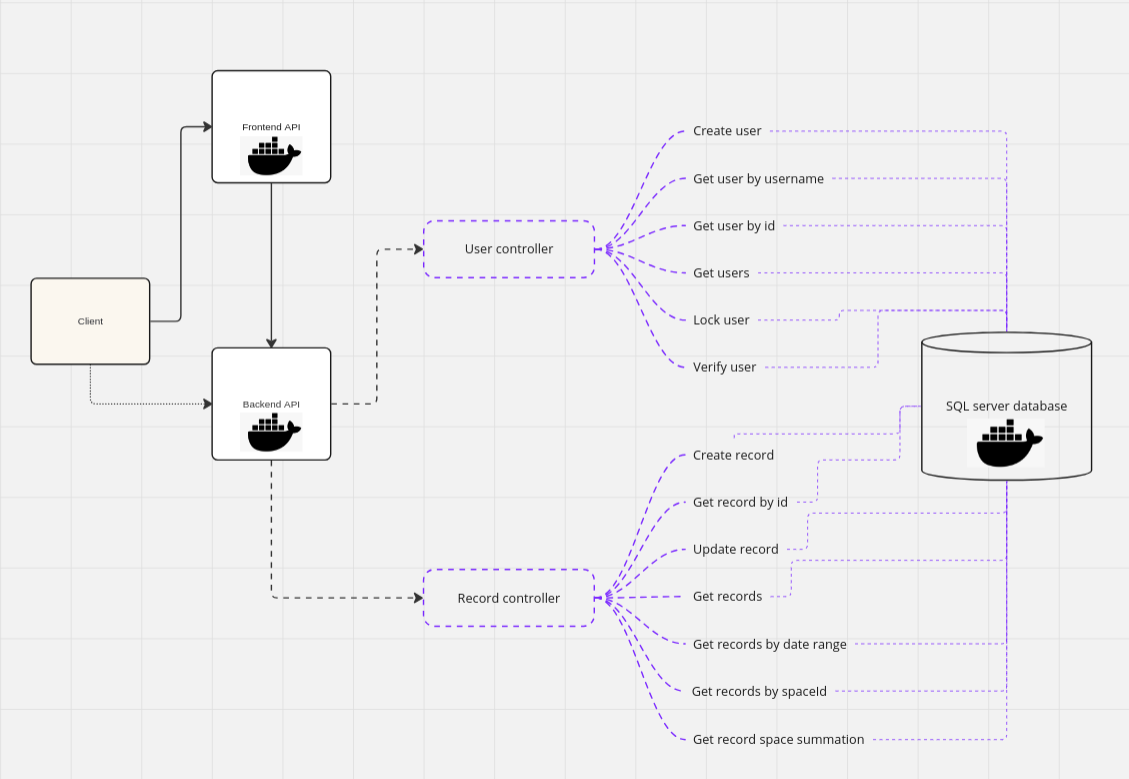 Frontend API
Client
Backend API
User controller
Create user
Get user by username
Get user by id
Get users
Lock user
Verify user
SQL server database
Record controller
Create record
Get record by id
Update record
Get records
Get records by date range
Get records by spaceId
Get record space summation